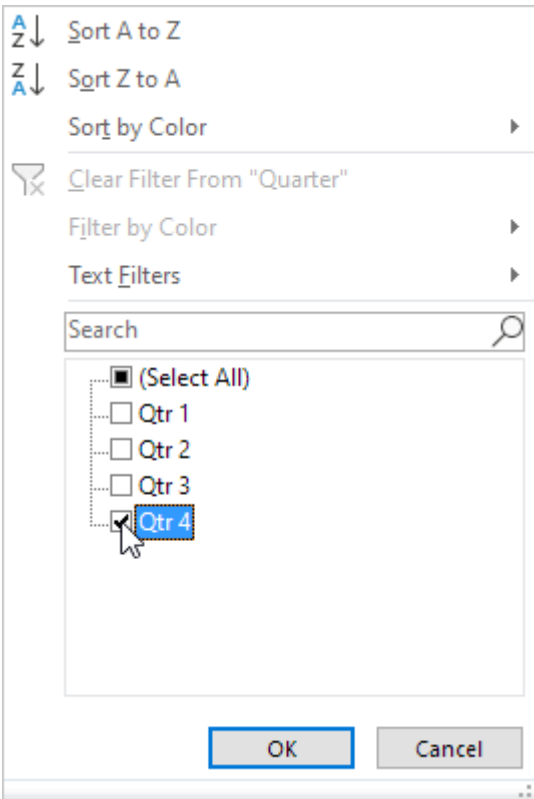 Sort A to Z
Sort Z to A
Sort by Color
Clear Filter From "Quarter"
Filter by Color
Text Filters
Search
(Select All)
Qtr 1
Qtr 2
Qtr 3
Qtr 4
OK Cancel